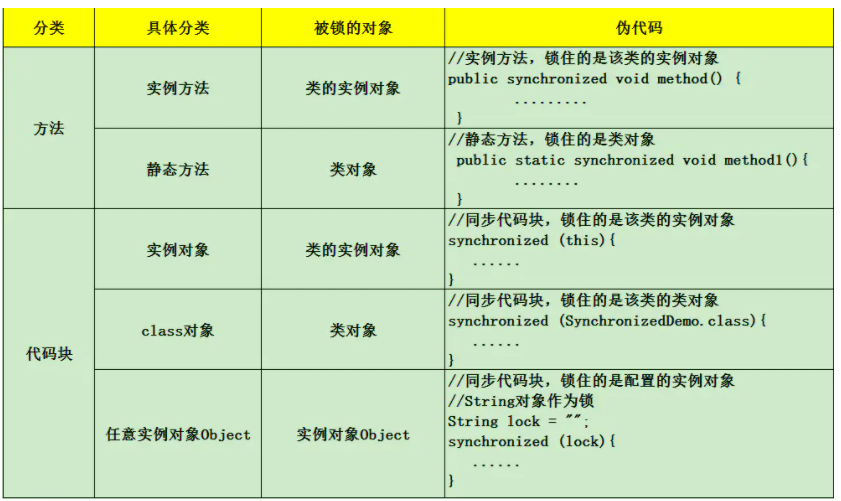 分类 具体分类 被锁的对象 伪代码
方法
实例方法
类的实例对象
//实例方法，锁住的是该类的实例对象
public synchronized void method() {
.........
}
静态方法
类对象
//静态方法，锁住的是类对象
public static synchronized void method1(){
........
}
代码块
实例对象
类的实例对象
//同步代码块，锁住的是该类的实例对象
synchronized (this){
......
}
class对象
类对象
//同步代码块，锁住的是该类的类对象
synchronized (SynchronizedDemo.class){
......
}
任意实例对象Object
实例对象Object
//同步代码块，锁住的是配置的实例对象
//String对象作为锁
String lock = "";
synchronized (lock){
......
}